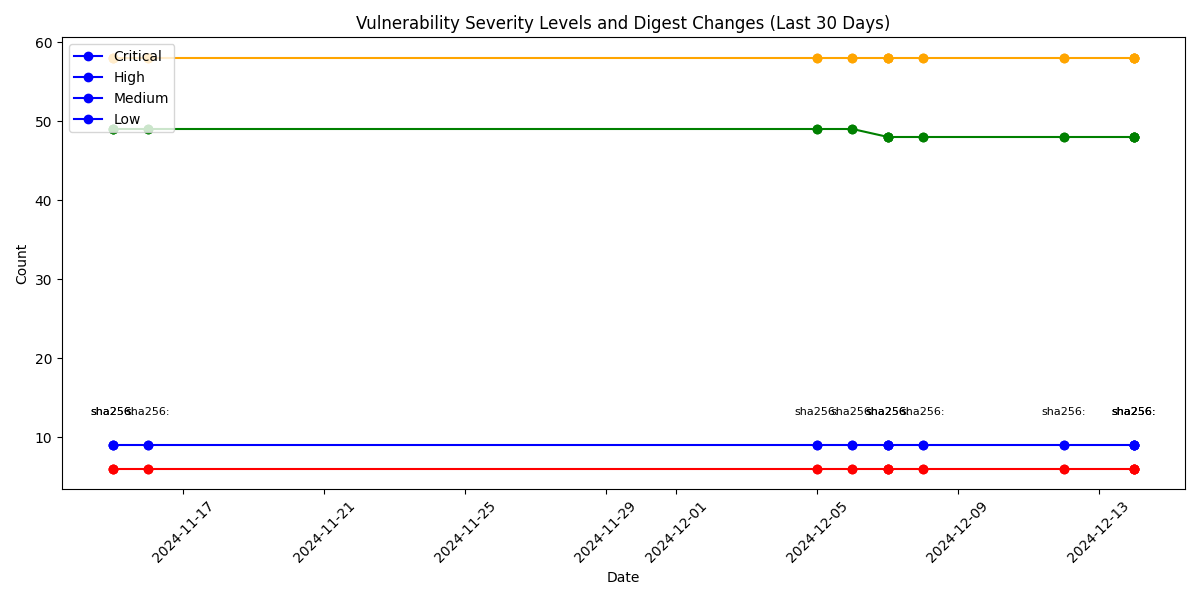 Vulnerability Severity Levels and Digest Changes (Last 30 Days)
Critical
High
Medium
Low
60
50
40
30
20
10
Count
sha256:
sha256:
sha256:
sha256:
sha256:
sha256:
sha256:
sha256:
2024-11-17
2024-11-21
2024-11-25
2024-11-29
2024-12-01
2024-12-05
2024-12-09
2024-12-13
Date